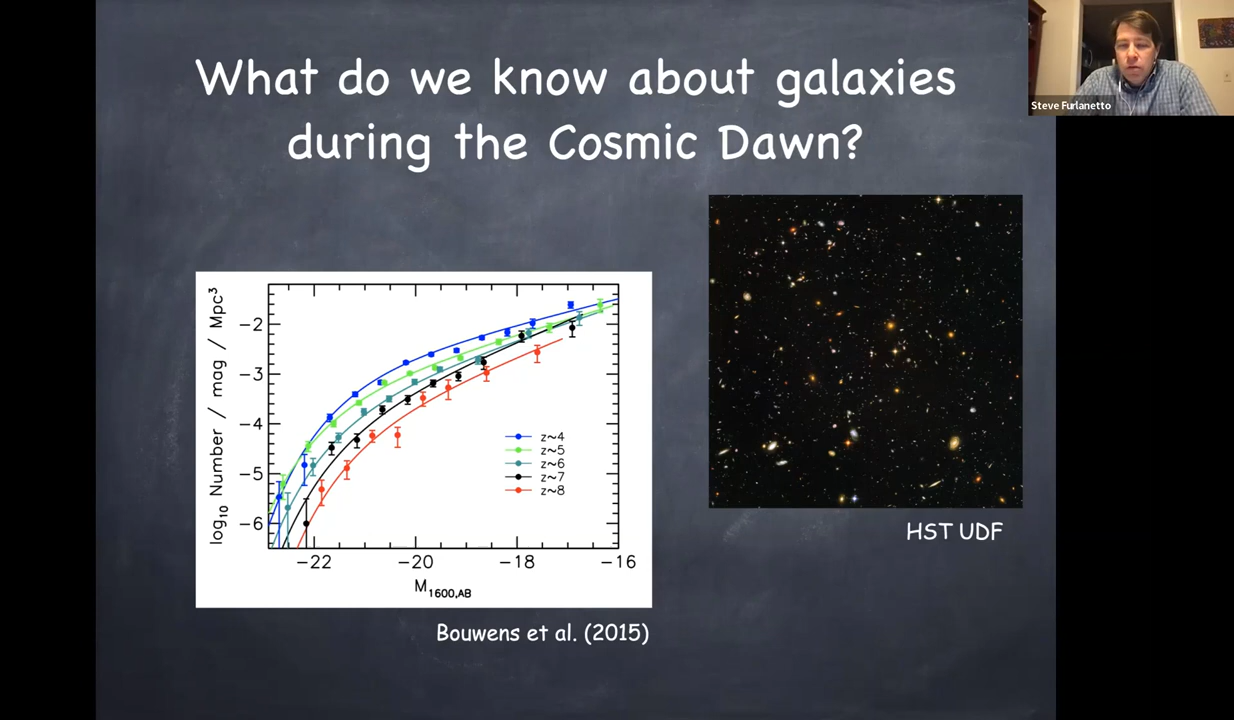 What do we know about galaxies
during the Cosmic Dawn?
Steve Furlanetto
log10 Number / mag / Mpc³
−2
−3
−4
−5
−6
z~4
z~5
z~6
z~7
z~8
−22
−20
−18
−16
M1600,AB
Bouwens et al. (2015)
HST UDF